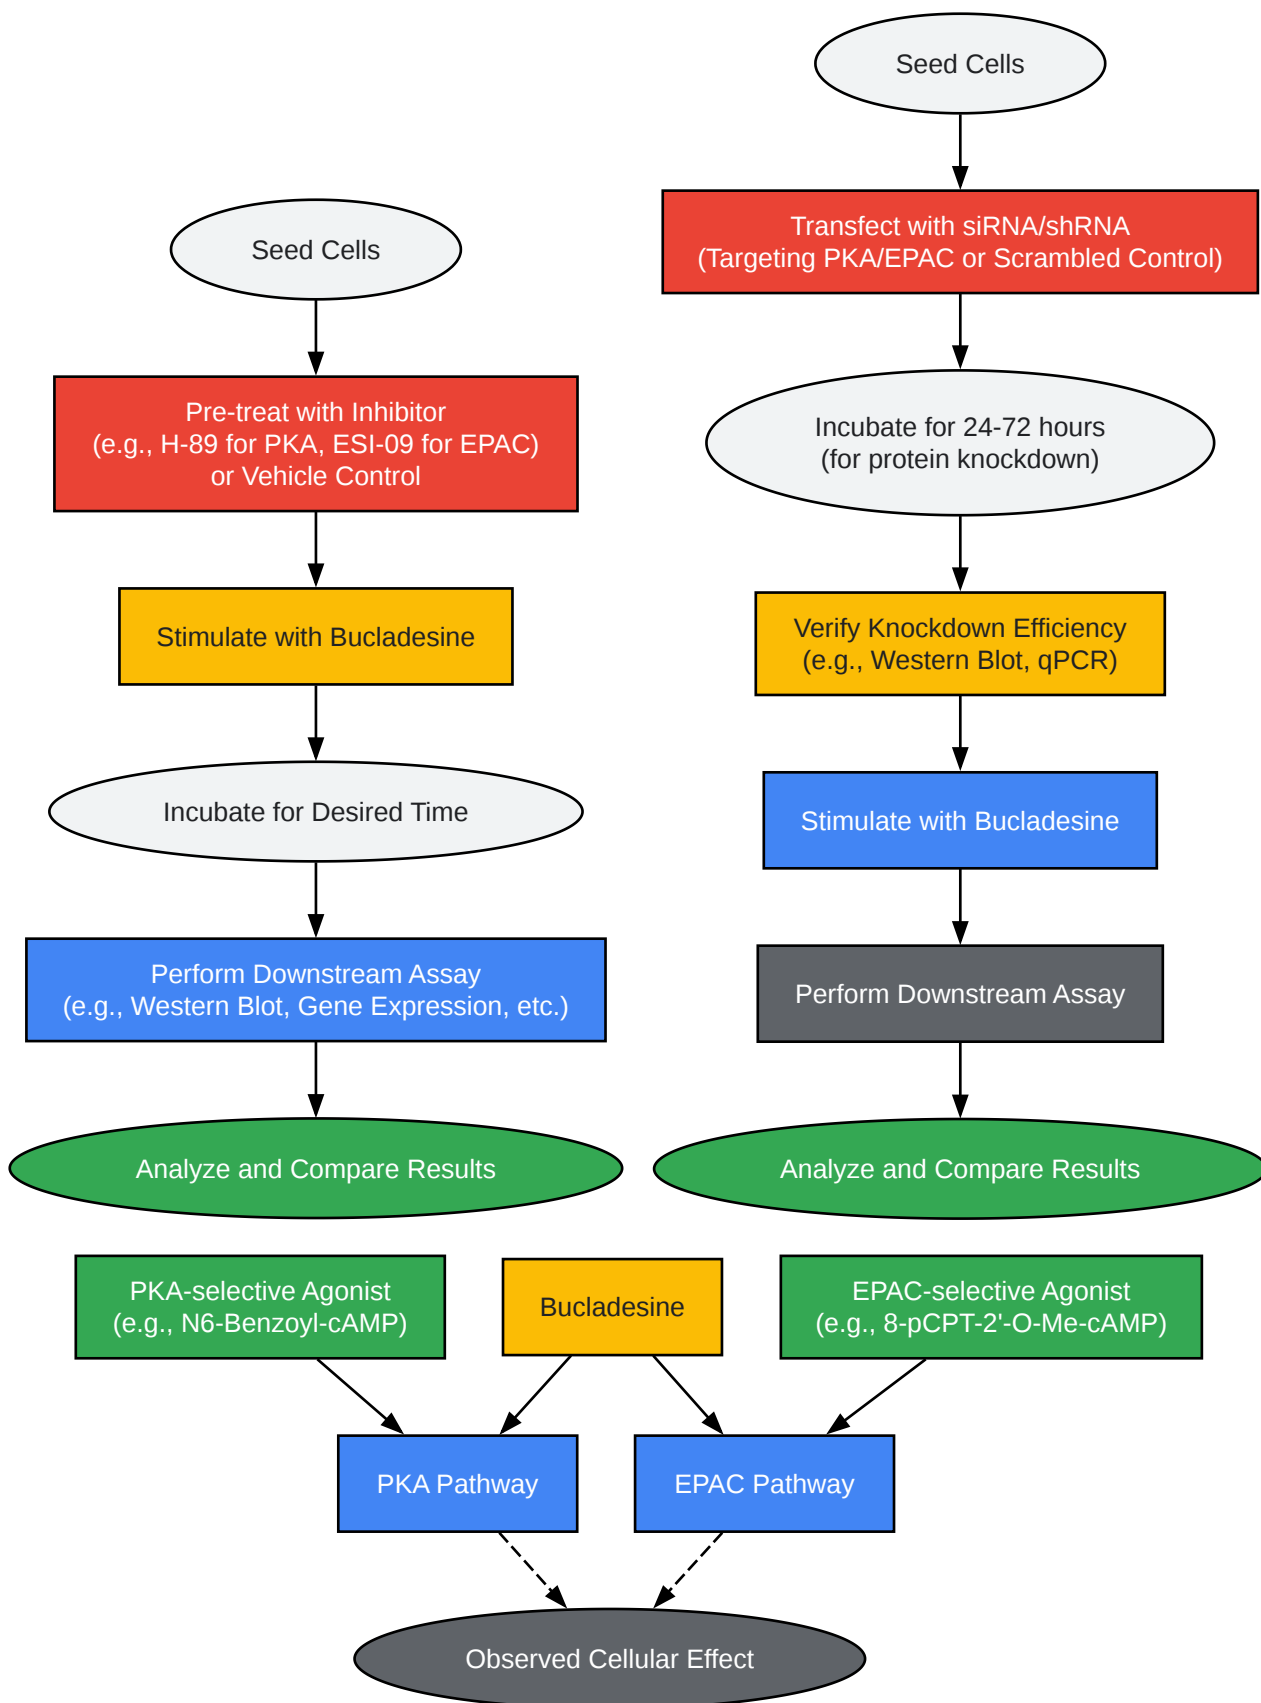 Seed Cells
Pre-treat with Inhibitor
(e.g., H-89 for PKA, ESI-09 for EPAC)
or Vehicle Control
Stimulate with Bucladesine
Incubate for Desired Time
Perform Downstream Assay
(e.g., Western Blot, Gene Expression, etc.)
Analyze and Compare Results
Seed Cells
Transfect with siRNA/shRNA
(Targeting PKA/EPAC or Scrambled Control)
Incubate for 24-72 hours
(for protein knockdown)
Verify Knockdown Efficiency
(e.g., Western Blot, qPCR)
Stimulate with Bucladesine
Perform Downstream Assay
Analyze and Compare Results
PKA-selective Agonist
(e.g., N6-Benzoyl-cAMP)
Bucladesine
EPAC-selective Agonist
(e.g., 8-pCPT-2'-O-Me-cAMP)
PKA Pathway
EPAC Pathway
Observed Cellular Effect